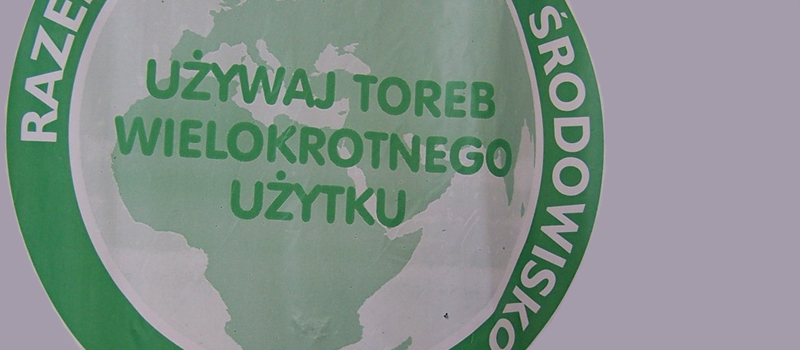 RAZE
ŚRODOWISKO
UŻYWAJ TOREB
WIELOKROTNEGO
UŻYTKU